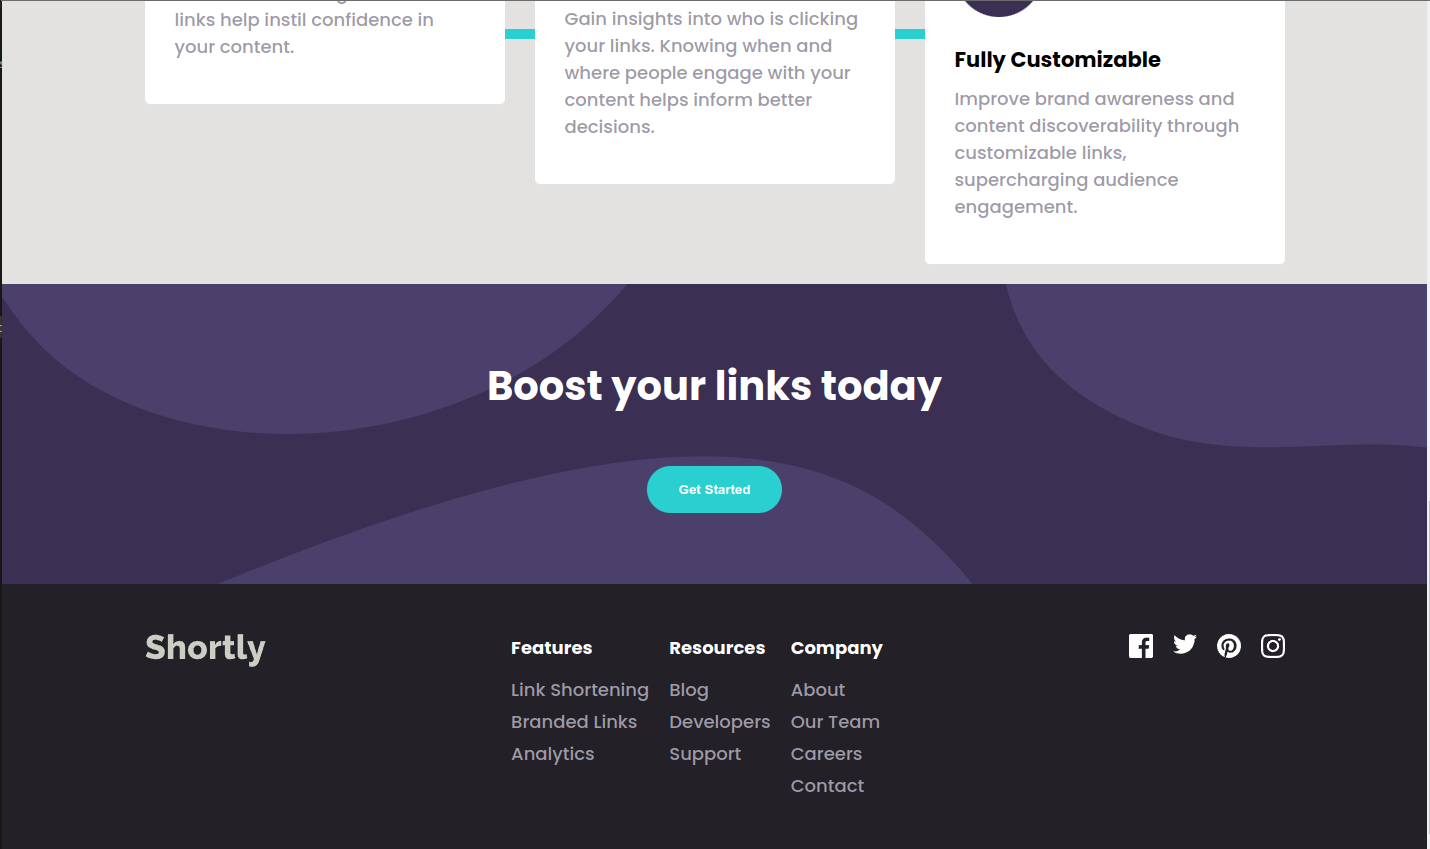 links help instil confidence in
your content.
Gain insights into who is clicking
your links. Knowing when and
where people engage with your
content helps inform better
decisions.
Fully Customizable
Improve brand awareness and
content discoverability through
customizable links,
supercharging audience
engagement.
Boost your links today
Get Started
Shortly
Features
Link Shortening
Branded Links
Analytics
Resources
Blog
Developers
Support
Company
About
Our Team
Careers
Contact